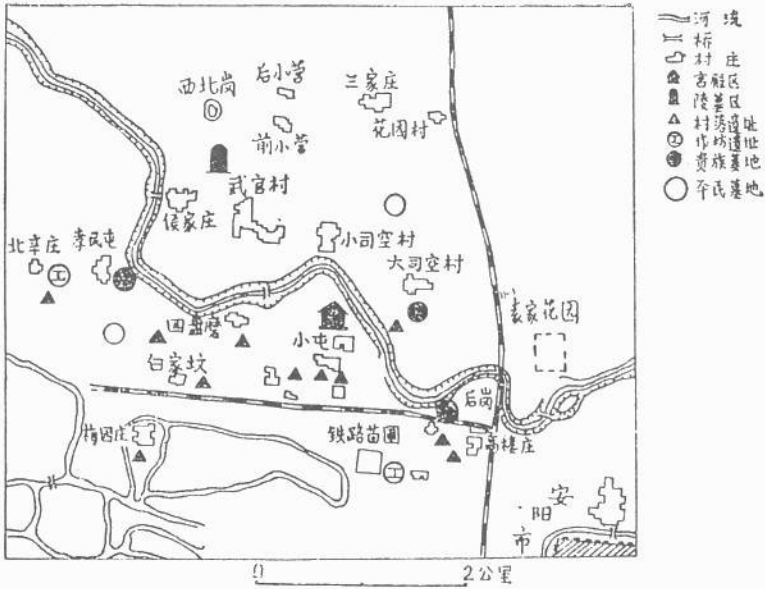 河流
桥
村庄
宫殿区
陵墓区
村落遗址
作坊遗址
贵族墓地
平民墓地
西北岗
后小营
三家庄
花园村
前小营
武官村
侯家庄
小司空村
大司空村
北辛庄
孝民屯
袁家花园
四盘磨
小屯
白家坟
后岗
梅园庄
铁路苗圃
高楼庄
安阳市
0
2公里